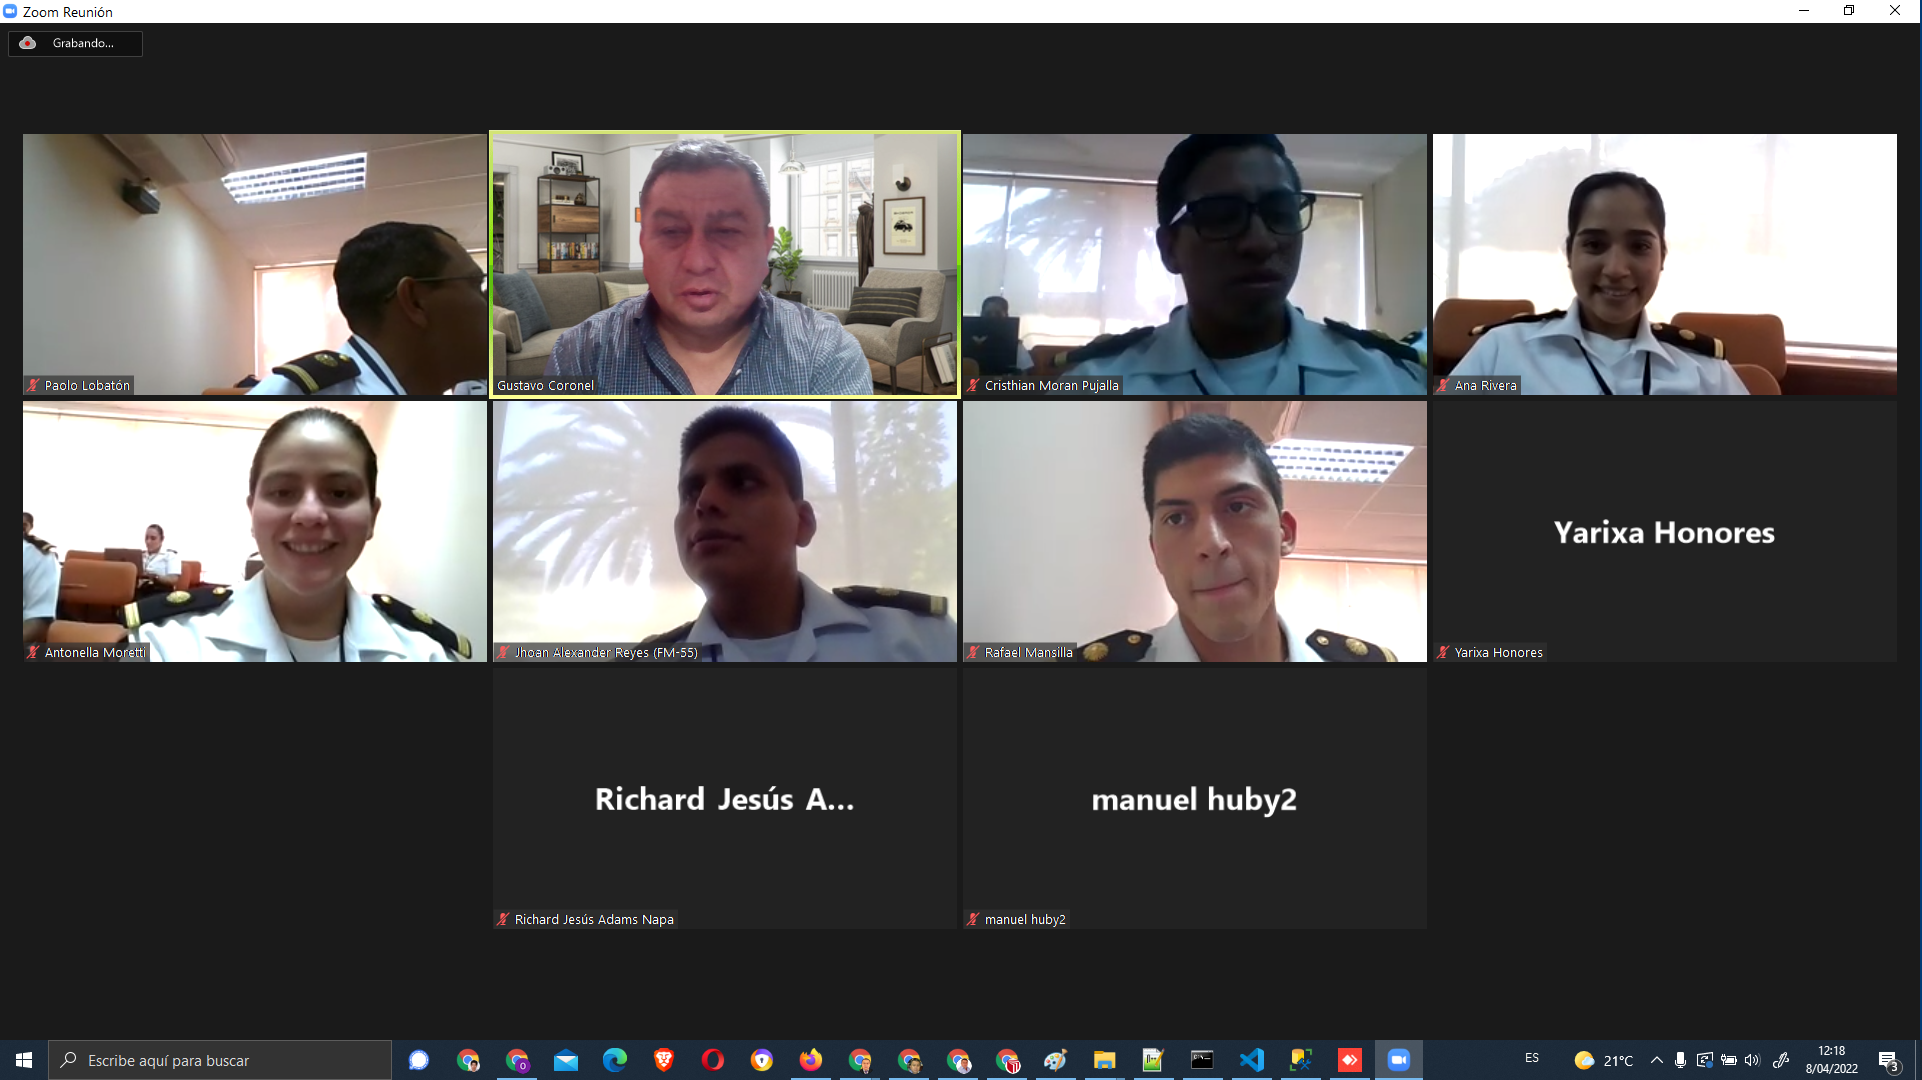 Zoom Reunión
Grabando...
Paolo Lobatón
Gustavo Coronel
Cristhian Moran Pujalla
Ana Rivera
Antonella Moretti
Jhoan Alexander Reyes (FM-55)
Rafael Mansilla
Yarixa Honores
Yarixa Honores
Richard Jesús A...
Richard Jesús Adams Napa
manuel huby2
manuel huby2
Escribe aquí para buscar
ES
21°C
12:18
8/04/2022
3